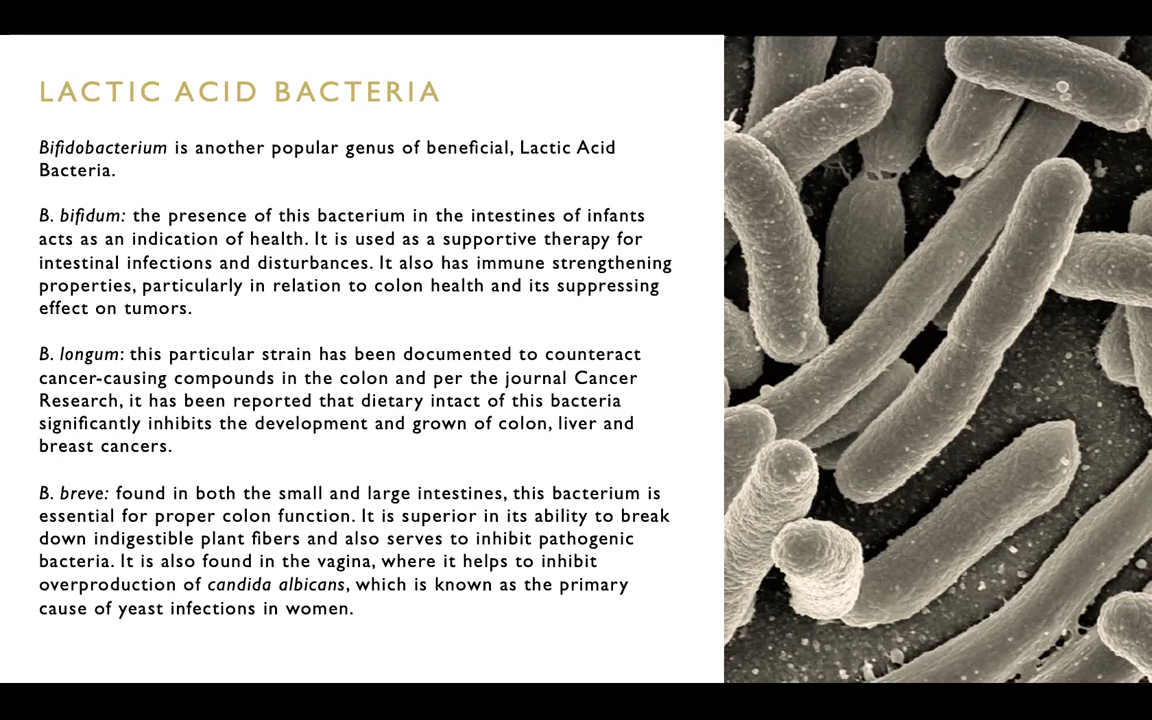 LACTIC ACID BACTERIA
Bifidobacterium is another popular genus of beneficial, Lactic Acid
Bacteria.
B. bifidum: the presence of this bacterium in the intestines of infants
acts as an indication of health. It is used as a supportive therapy for
intestinal infections and disturbances. It also has immune strengthening
properties, particularly in relation to colon health and its suppressing
effect on tumors.
B. longum: this particular strain has been documented to counteract
cancer-causing compounds in the colon and per the journal Cancer
Research, it has been reported that dietary intact of this bacteria
significantly inhibits the development and grown of colon, liver and
breast cancers.
B. breve: found in both the small and large intestines, this bacterium is
essential for proper colon function. It is superior in its ability to break
down indigestible plant fibers and also serves to inhibit pathogenic
bacteria. It is also found in the vagina, where it helps to inhibit
overproduction of candida albicans, which is known as the primary
cause of yeast infections in women.